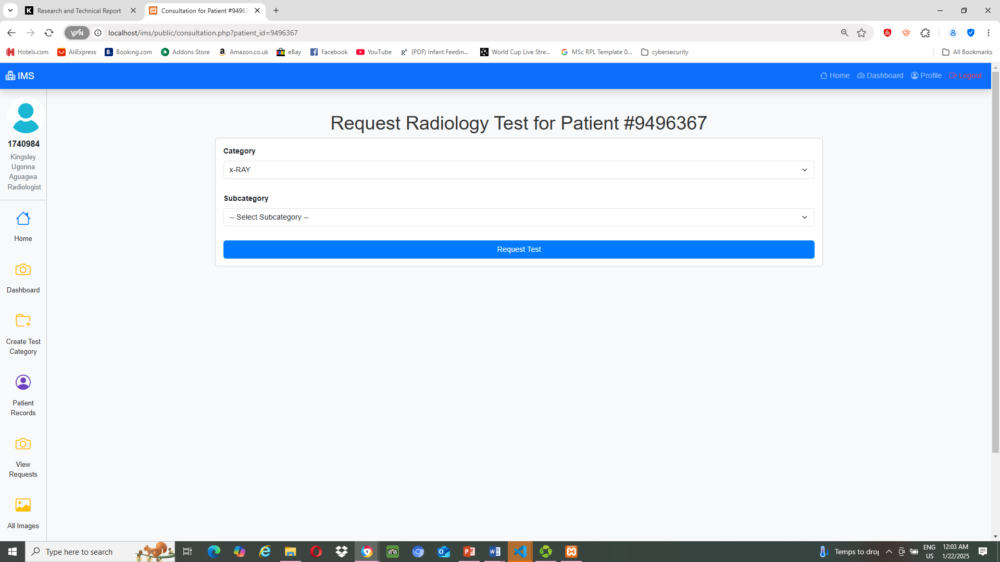 Research and Technical Report
Consultation for Patient #9496
localhost/ims/public/consultation.php?patient_id=9496367
Hotels.com
AliExpress
Booking.com
Addons Store
Amazon.co.uk
eBay
Facebook
YouTube
(PDF) Infant Feedin...
World Cup Live Stre...
MSc RPL Template 0...
cybersecurity
All Bookmarks
IMS
Home
Dashboard
Profile
Logout
1740984
Kingsley
Ugonna
Aguagwa
Radiologist
Home
Dashboard
Create Test
Category
Patient
Records
View
Requests
All Images
Request Radiology Test for Patient #9496367
Category
x-RAY
Subcategory
-- Select Subcategory --
Request Test
Type here to search
Temps to drop
ENG
US
12:03 AM
1/22/2025